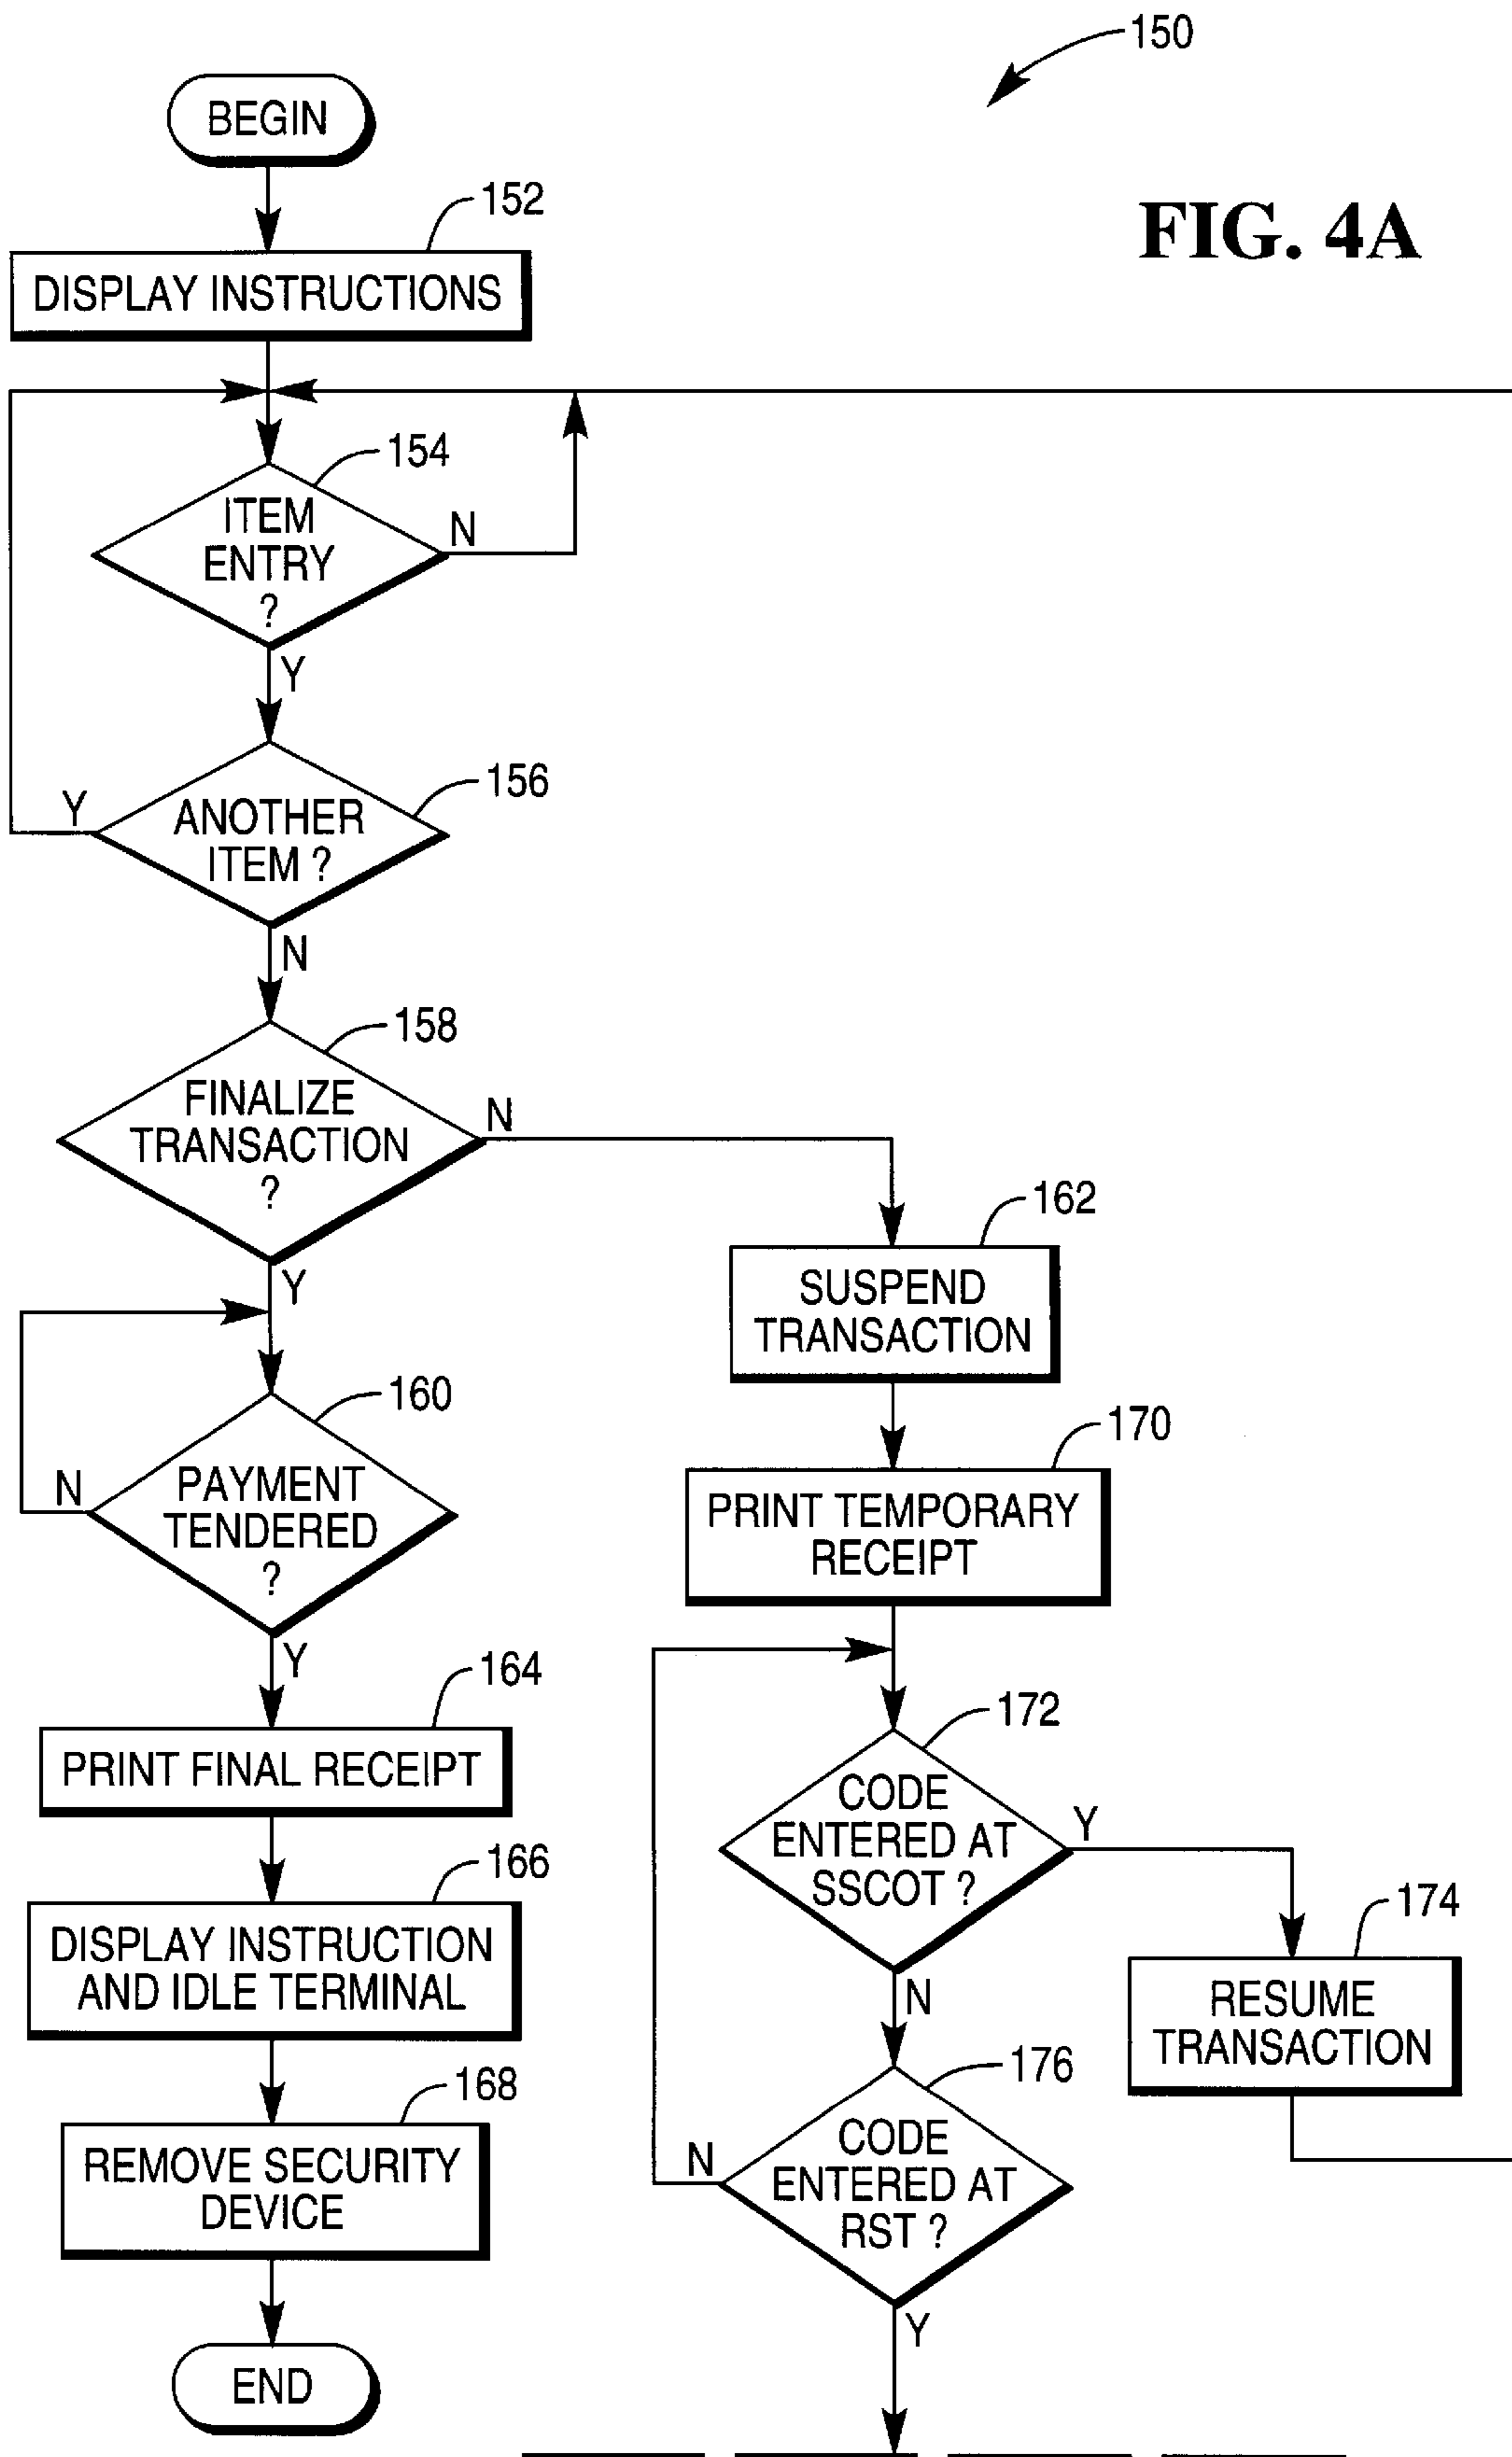 150
BEGIN
FIG. 4A
152
DISPLAY INSTRUCTIONS
154
ITEM
ENTRY
?
N
Y
156
ANOTHER
ITEM ?
Y
N
158
FINALIZE
TRANSACTION
?
N
Y
160
PAYMENT
TENDERED
?
N
Y
164
PRINT FINAL RECEIPT
166
DISPLAY INSTRUCTION
AND IDLE TERMINAL
168
REMOVE SECURITY
DEVICE
END
162
SUSPEND
TRANSACTION
170
PRINT TEMPORARY
RECEIPT
172
CODE
ENTERED AT
SSCOT ?
Y
N
174
RESUME
TRANSACTION
176
CODE
ENTERED AT
RST ?
N
Y